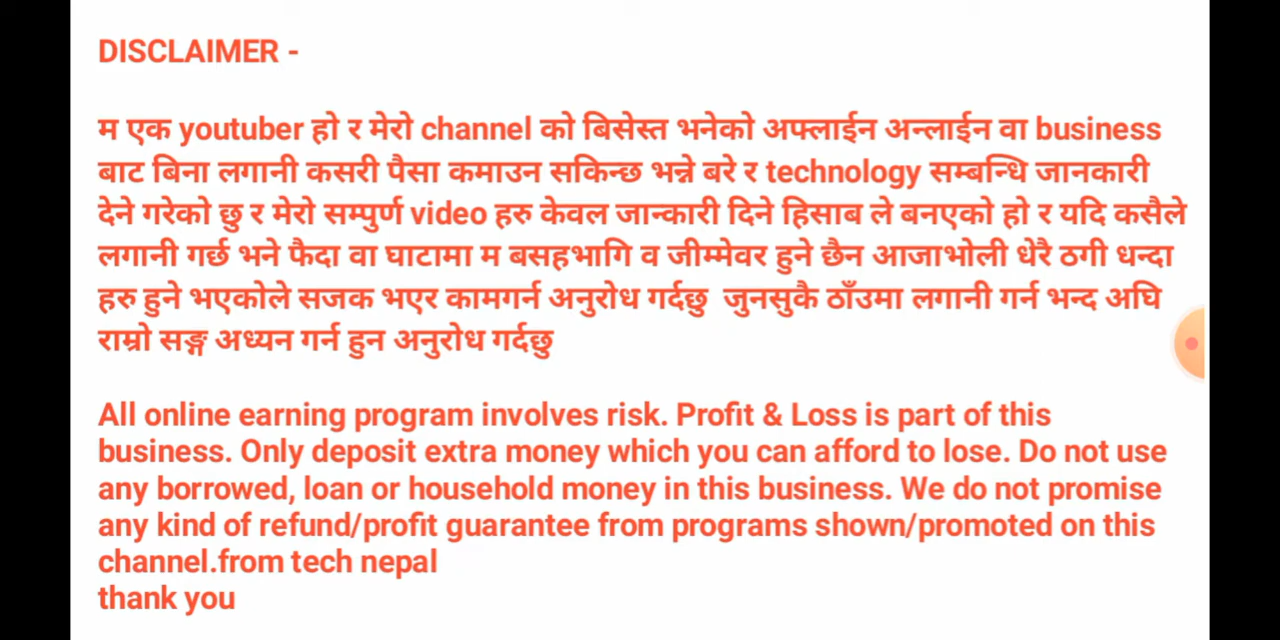 DISCLAIMER -
म एक youtuber हो र मेरो channel को बिसेस्त भनेको अफ्लाईन अन्लाईन वा business
बाट बिना लगानी कसरी पैसा कमाउन सकिन्छ भन्ने बरे र technology सम्बन्धि जानकारी
देने गरेको छु र मेरो सम्पुर्ण video हरु केवल जान्कारी दिने हिसाब ले बनएको हो र यदि कसैले
लगानी गर्छ भने फैदा वा घाटामा म बसहभागि व जीम्मेवर हुने छैन आजाभोली धेरै ठगी धन्दा
हरु हुने भएकोले सजक भएर कामगर्न अनुरोध गर्दछु जुनसुकै ठाँउमा लगानी गर्न भन्द अघि
राम्रो सङ्ग अध्यन गर्न हुन अनुरोध गर्दछु
All online earning program involves risk. Profit & Loss is part of this
business. Only deposit extra money which you can afford to lose. Do not use
any borrowed, loan or household money in this business. We do not promise
any kind of refund/profit guarantee from programs shown/promoted on this
channel.from tech nepal
thank you